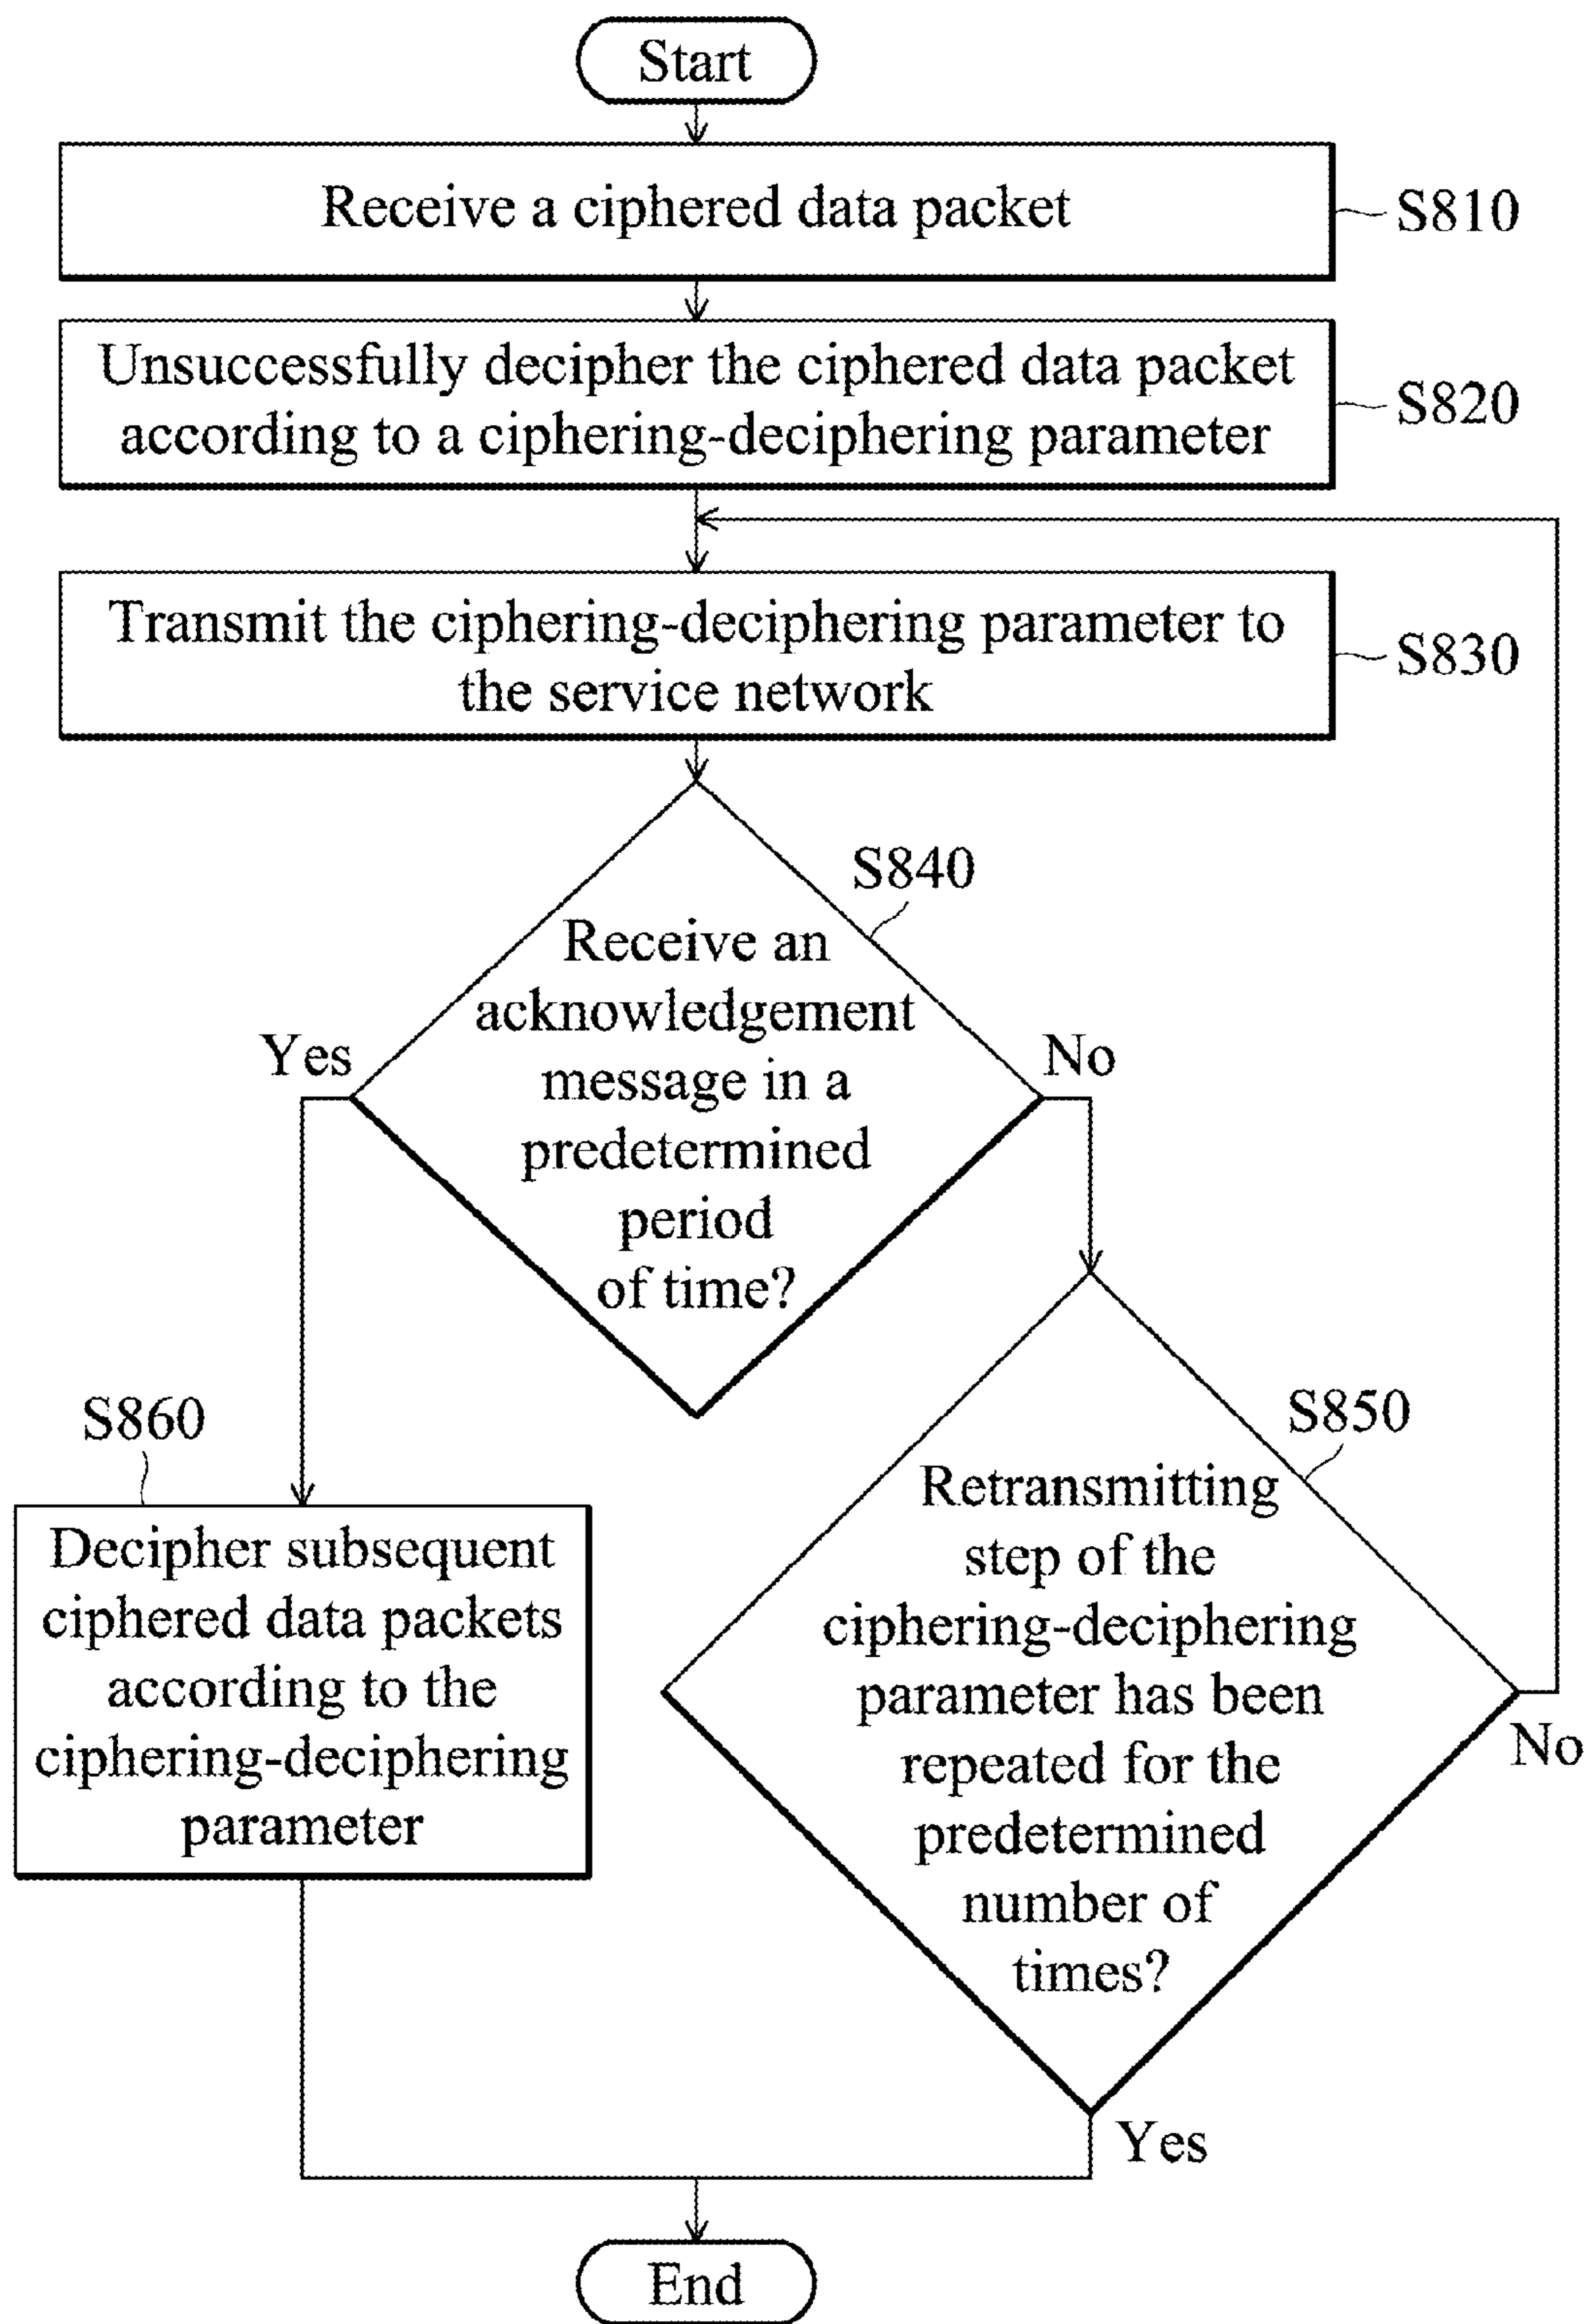 Start
Receive a ciphered data packet
S810
Unsuccessfully decipher the ciphered data packet
according to a ciphering-deciphering parameter
S820
Transmit the ciphering-deciphering parameter to
the service network
S830
S840
Receive an
acknowledgement
message in a
predetermined
period
of time?
Yes
No
S860
Decipher subsequent
ciphered data packets
according to the
ciphering-deciphering
parameter
S850
Retransmitting
step of the
ciphering-deciphering
parameter has been
repeated for the
predetermined
number of
times?
No
Yes
End